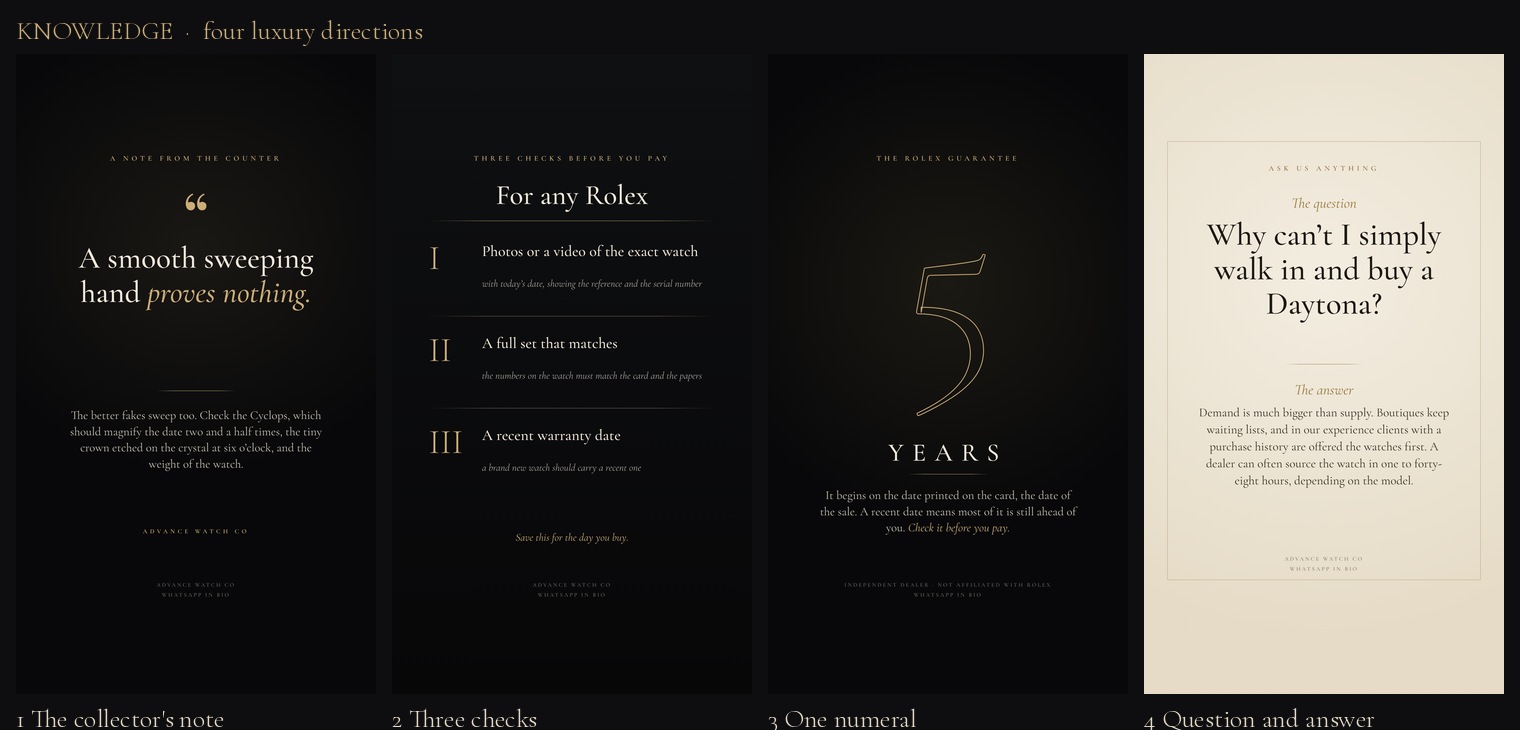 KNOWLEDGE · four luxury directions
A NOTE FROM THE COUNTER
“
A smooth sweeping
hand proves nothing.
The better fakes sweep too. Check the Cyclops, which
should magnify the date two and a half times, the tiny
crown etched on the crystal at six o’clock, and the
weight of the watch.
ADVANCE WATCH CO
ADVANCE WATCH CO
WHATSAPP IN BIO
1 The collector's note
THREE CHECKS BEFORE YOU PAY
For any Rolex
I
Photos or a video of the exact watch
with today’s date, showing the reference and the serial number
II
A full set that matches
the numbers on the watch must match the card and the papers
III
A recent warranty date
a brand new watch should carry a recent one
Save this for the day you buy.
ADVANCE WATCH CO
WHATSAPP IN BIO
2 Three checks
THE ROLEX GUARANTEE
5
YEARS
It begins on the date printed on the card, the date of
the sale. A recent date means most of it is still ahead of
you. Check it before you pay.
INDEPENDENT DEALER · NOT AFFILIATED WITH ROLEX
WHATSAPP IN BIO
3 One numeral
ASK US ANYTHING
The question
Why can’t I simply
walk in and buy a
Daytona?
The answer
Demand is much bigger than supply. Boutiques keep
waiting lists, and in our experience clients with a
purchase history are offered the watches first. A
dealer can often source the watch in one to forty-
eight hours, depending on the model.
ADVANCE WATCH CO
WHATSAPP IN BIO
4 Question and answer